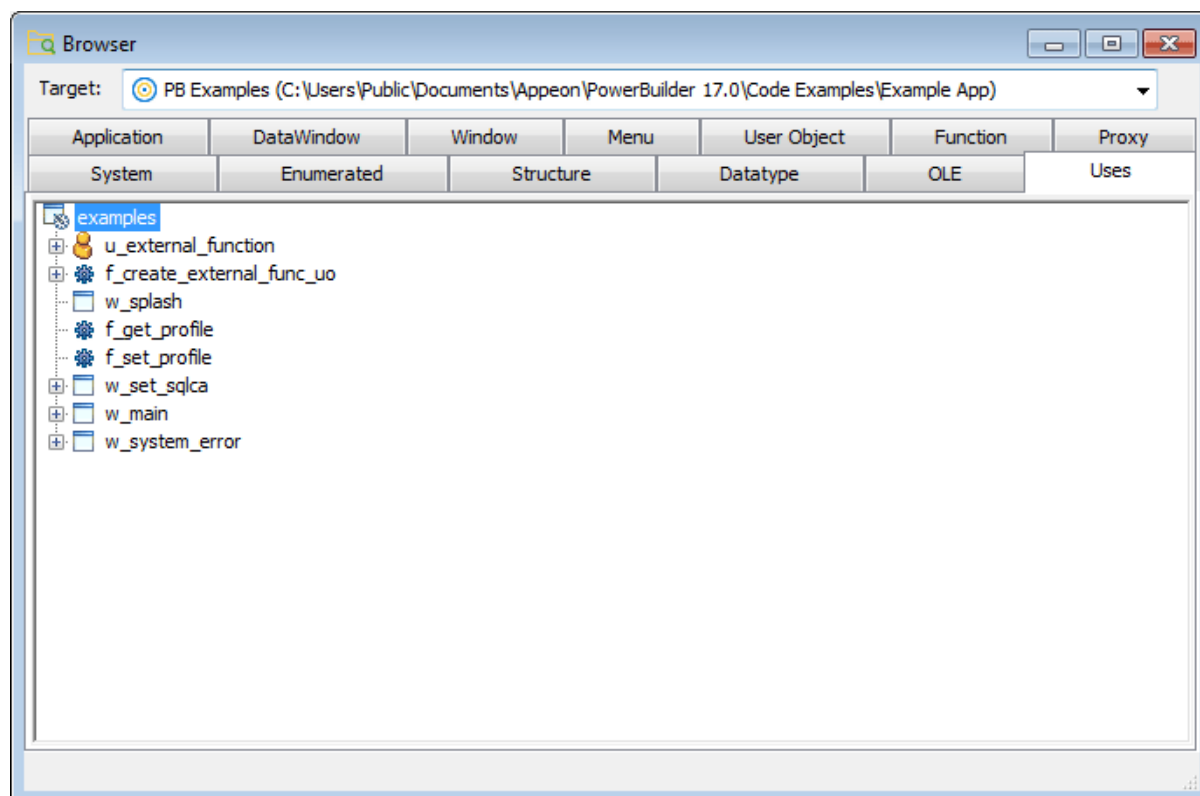 Browser
Target: PB Examples (C:\Users\Public\Documents\Appeon\PowerBuilder 17.0\Code Examples\Example App)
Application DataWindow Window Menu User Object Function Proxy
System Enumerated Structure Datatype OLE Uses
examples
u_external_function
f_create_external_func_uo
w_splash
f_get_profile
f_set_profile
w_set_sqlca
w_main
w_system_error